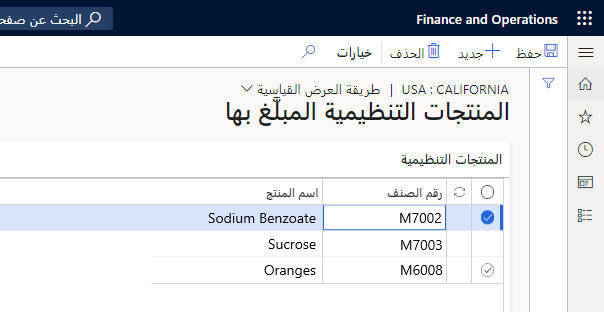 Finance and Operations
البحث عن صفح
حفظ
جديد
الحذف
خيارات
USA : CALIFORNIA | طريقة العرض القياسية
المنتجات التنظيمية المبلَّغ بها
المنتجات التنظيمية
رقم الصنف اسم المنتج
M7002 Sodium Benzoate
M7003 Sucrose
M6008 Oranges